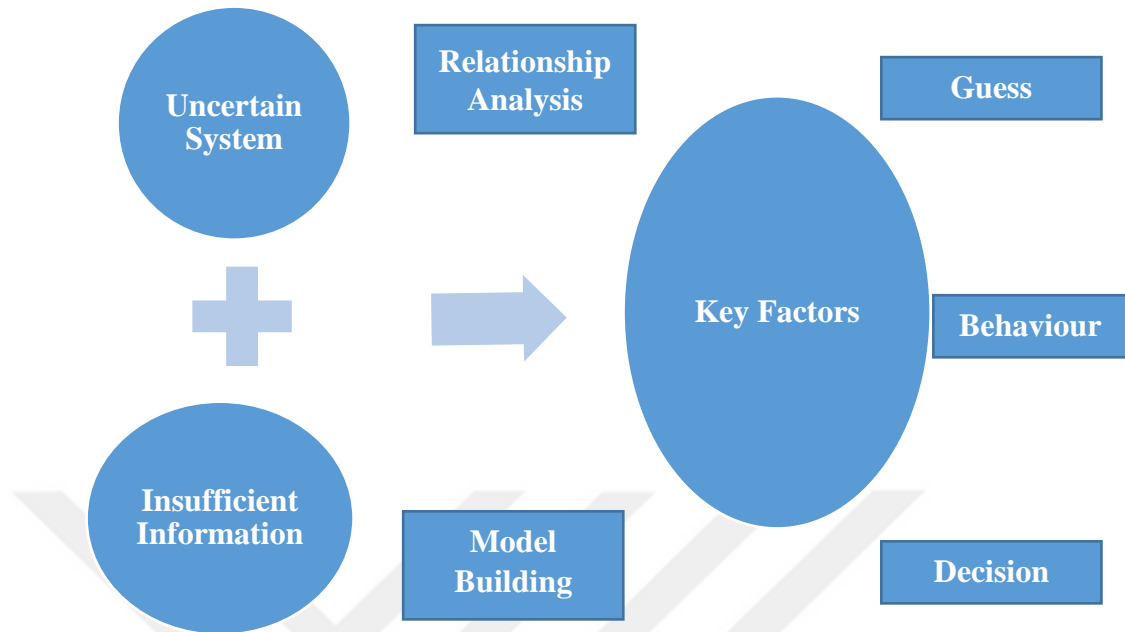 Uncertain
System
Relationship
Analysis
Guess
Key Factors
Behaviour
Insufficient
Information
Model
Building
Decision